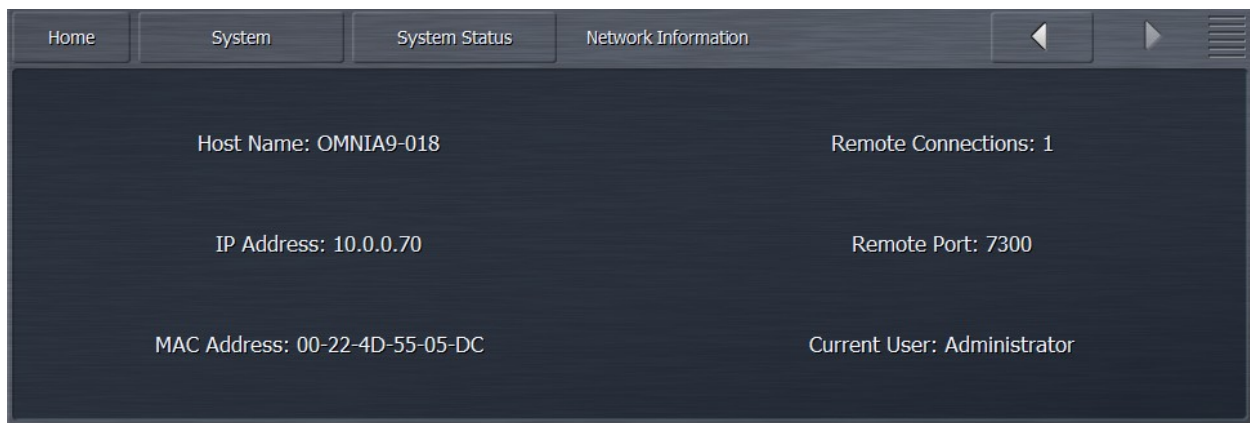 Home System System Status Network Information
Host Name: OMNIA9-018 Remote Connections: 1
IP Address: 10.0.0.70 Remote Port: 7300
MAC Address: 00-22-4D-55-05-DC Current User: Administrator